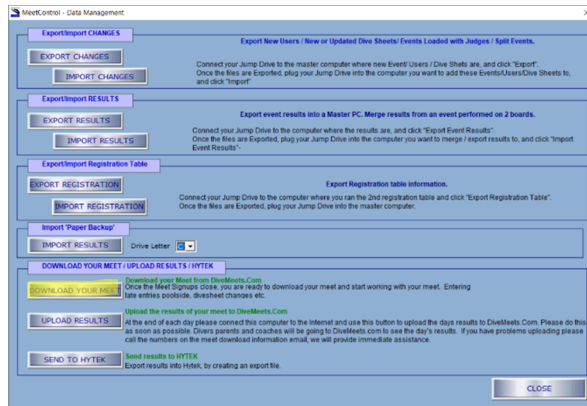 MeetControl - Data Management
Export/Import CHANGES
Export New Users / New or Updated Dive Sheets/ Events Loaded with Judges / Split Events.
EXPORT CHANGES
IMPORT CHANGES
Connect your Jump Drive to the master computer where new Event/ Users / Dive Shets are, and click "Export".
Once the files are Exported, plug your Jump Drive into the computer you want to add these Events/Users/Dive Sheets to,
and click "Import"
Export/Import RESULTS
Export event results into a Master PC. Merge results from an event performed on 2 boards.
EXPORT RESULTS
IMPORT RESULTS
Connect your Jump Drive to the computer where the results are, and click "Export Event Results".
Once the files are Exported, plug your Jump Drive into the computer you want to merge / export results to, and click "Import
Event Results"-
Export/Import Registration Table
Export Registration table information.
EXPORT REGISTRATION
IMPORT REGISTRATION
Connect your Jump Drive to the computer where you ran the 2nd registration table and click "Export Registration Table".
Once the files are Exported, plug your Jump Drive into the master computer.
Import 'Paper Backup'
IMPORT RESULTS
Drive Letter: C
DOWNLOAD YOUR MEET / UPLOAD RESULTS / HYTEK
Download your Meet from DiveMeets.Com
DOWNLOAD YOUR MEET
Once the Meet Signups close, you are ready to download your meet and start working with your meet. Entering
late entries poolside, divesheet changes etc.
Upload the results of your meet to DiveMeets.Com
UPLOAD RESULTS
At the end of each day please connect this computer to the Internet and use this button to upload the days results to DiveMeets.Com. Please do this
as soon as possible. Divers parents and coaches will be going to DiveMeets.com to see the day's results. If you have problems uploading please
call the numbers on the meet download information email, we will provide immediate assistance.
Send results to HYTEK
SEND TO HYTEK
Export results into Hytek, by creating an export file.
CLOSE